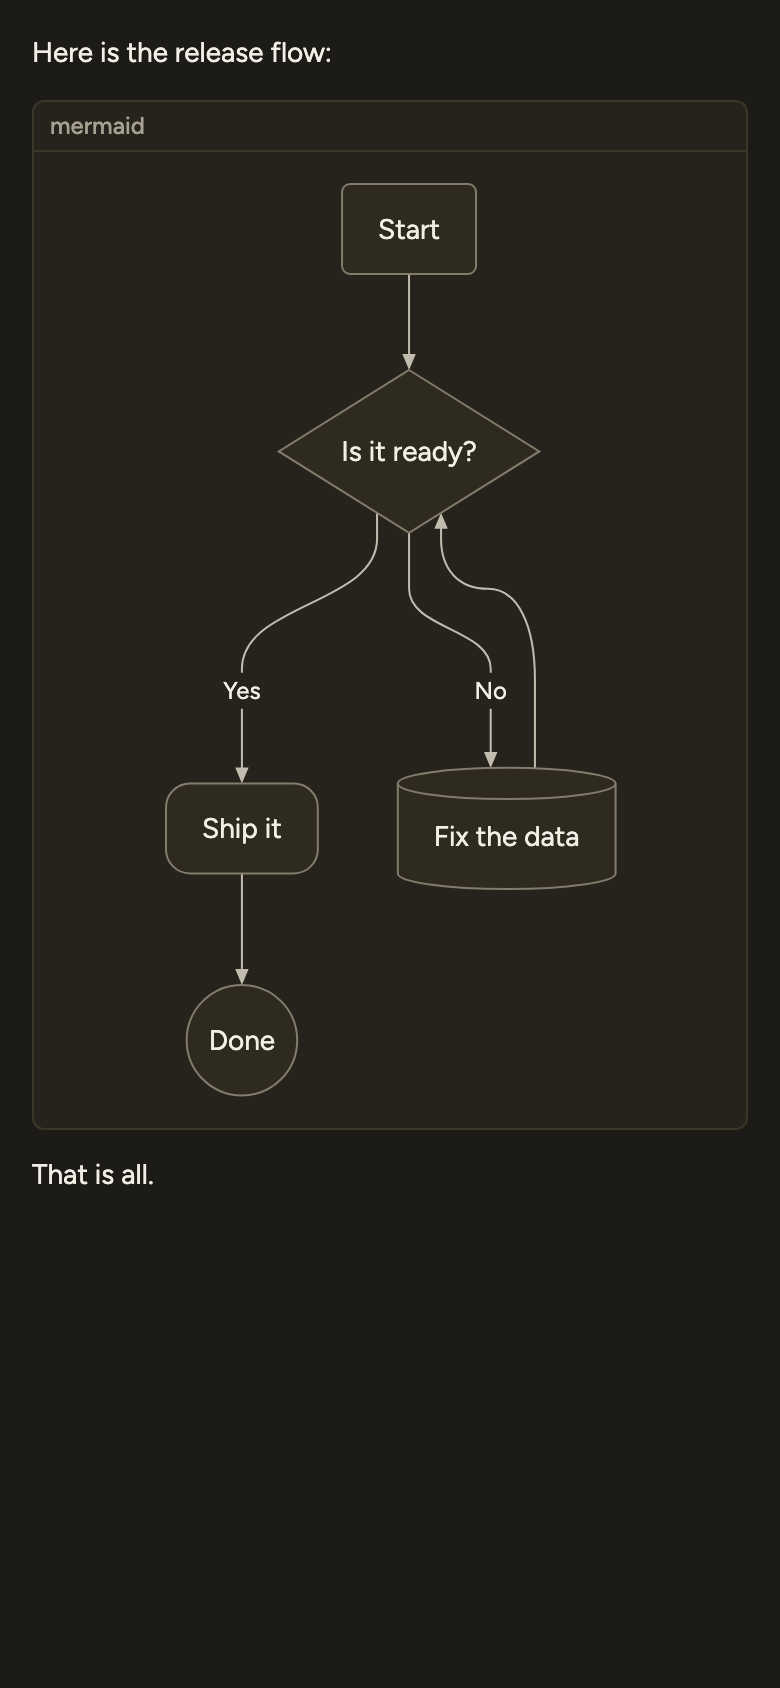 Here is the release flow:
mermaid
Start
Is it ready?
Yes
No
Ship it
Fix the data
Done
That is all.